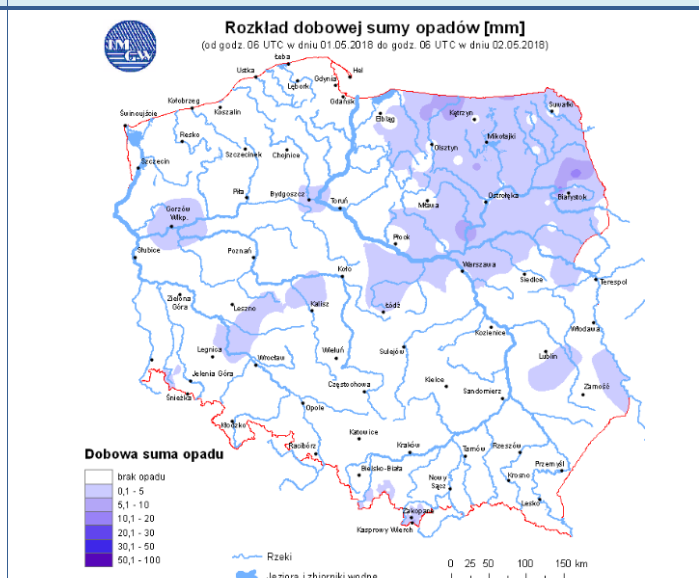 IM
GW
Rozkład dobowej sumy opadów [mm]
(od godz. 06 UTC w dniu 01.05.2018 do godz. 06 UTC w dniu 02.05.2018)
Łeba
Hel
Ustka
Gdynia
Lębork
Gdańsk
Kołobrzeg
Koszalin
Świnoujście
Elbląg
Kętrzyn
Suwałki
Resko
Mikołajki
Olsztyn
Szczecinek
Chojnice
Szczecin
Piła
Bydgoszcz
Toruń
Mława
Ostrołęka
Białystok
Gorzów
Wlkp.
Płock
Słubice
Poznań
Koło
Warszawa
Siedlce
Terespol
Zielona
Góra
Leszno
Kalisz
Łódź
Kozienice
Włodawa
Legnica
Wrocław
Wieluń
Sulejów
Lublin
Jelenia Góra
Śnieżka
Częstochowa
Kielce
Sandomierz
Zamość
Opole
Kłodzko
Katowice
Racibórz
Kraków
Tarnów
Rzeszów
Przemyśl
Bielsko-Biała
Nowy
Sącz
Krosno
Lesko
Zakopane
Kasprowy Wierch
Dobowa suma opadu
brak opadu
0,1 - 5
5,1 - 10
10,1 - 20
20,1 - 30
30,1 - 50
50,1 - 100
Rzeki
Jeziora i zbiorniki wodne
0 25 50 100 150 km